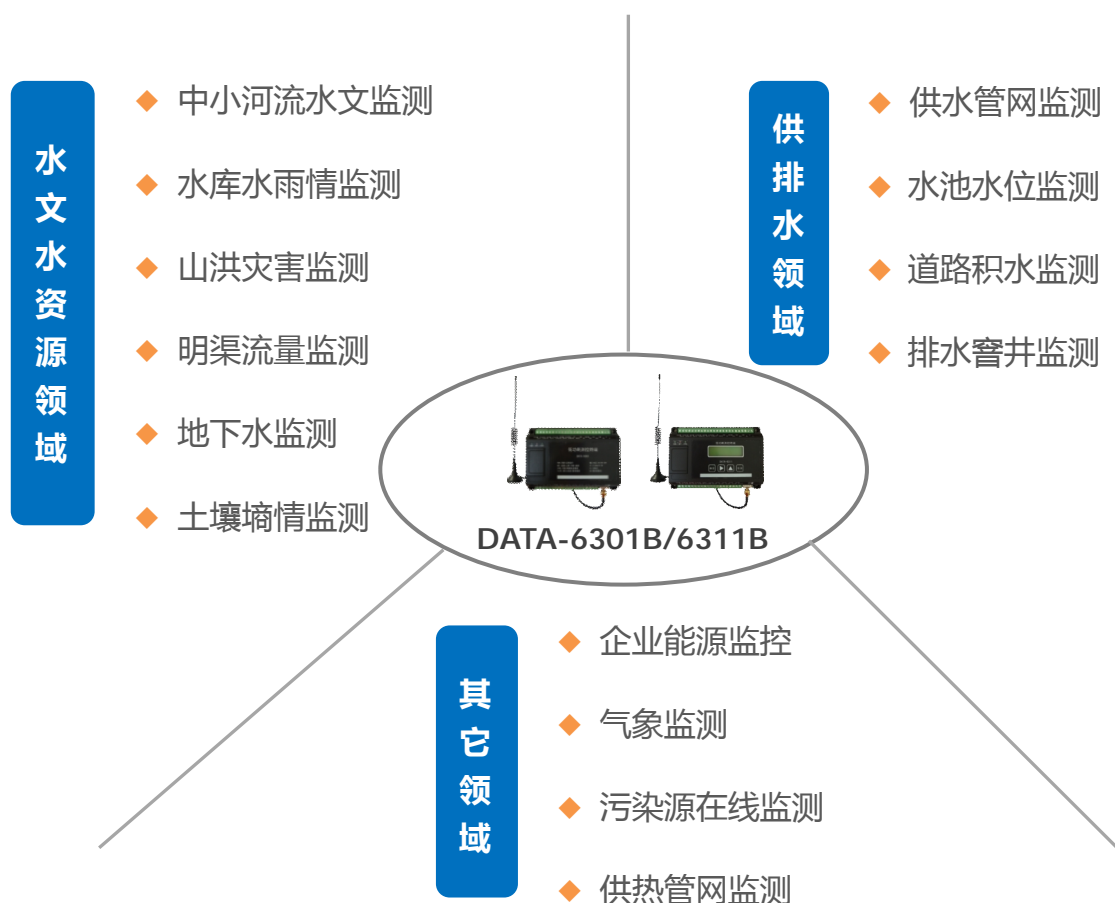 水文水资源领域
中小河流水文监测
水库水雨情监测
山洪灾害监测
明渠流量监测
地下水监测
土壤墒情监测
供排水领域
供水管网监测
水池水位监测
道路积水监测
排水窨井监测
DATA-6301B/6311B
其它领域
企业能源监控
气象监测
污染源在线监测
供热管网监测